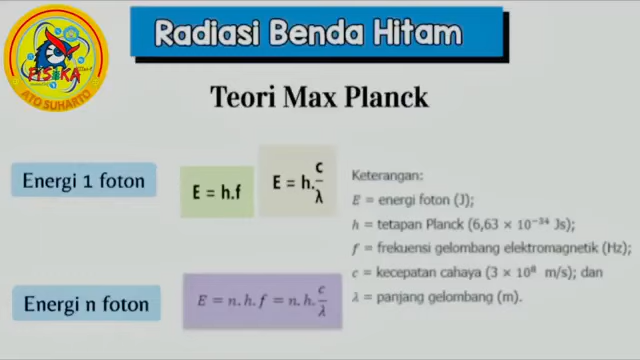 Radiasi Benda Hitam
FISIKA
ATO SUHARTO
Teori Max Planck
Energi 1 foton
E = h.f
E = h.c/λ
Keterangan:
E = energi foton (J);
h = tetapan Planck (6,63 × 10⁻³⁴ Js);
f = frekuensi gelombang elektromagnetik (Hz);
c = kecepatan cahaya (3 × 10⁸ m/s); dan
λ = panjang gelombang (m).
Energi n foton
E = n.h.f = n.h.c/λ